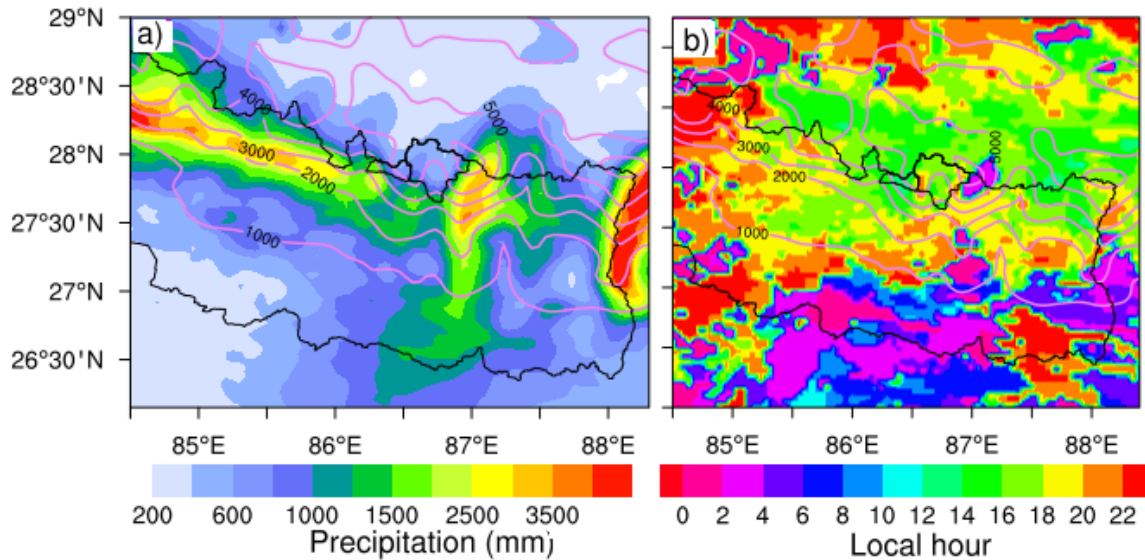 29°N
a)
b)
28°30'N
4000
5000
4000
5000
28°N
3000
3000
2000
2000
27°30'N
1000
1000
27°N
26°30'N
85°E 86°E 87°E 88°E 85°E 86°E 87°E 88°E
200 600 1000 1500 2500 3500
0 2 4 6 8 10 12 14 16 18 20 22
Precipitation (mm)
Local hour